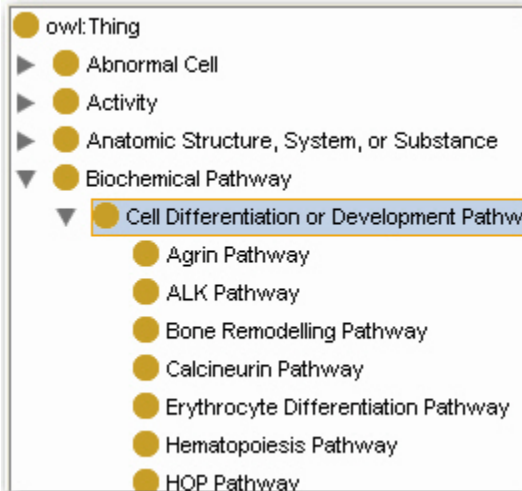 owl:Thing
Abnormal Cell
Activity
Anatomic Structure, System, or Substance
Biochemical Pathway
Cell Differentiation or Development Pathw
Agrin Pathway
ALK Pathway
Bone Remodelling Pathway
Calcineurin Pathway
Erythrocyte Differentiation Pathway
Hematopoiesis Pathway
HOP Pathway